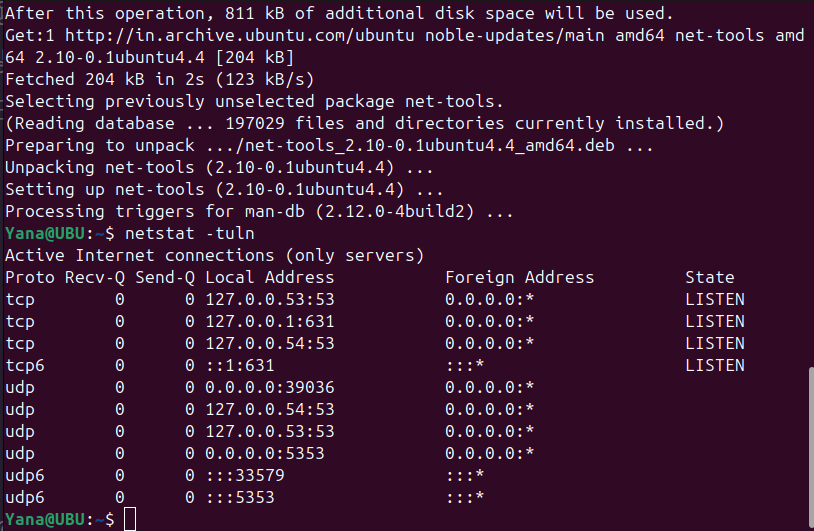 After this operation, 811 kB of additional disk space will be used.
Get:1 http://in.archive.ubuntu.com/ubuntu noble-updates/main amd64 net-tools amd
64 2.10-0.1ubuntu4.4 [204 kB]
Fetched 204 kB in 2s (123 kB/s)
Selecting previously unselected package net-tools.
(Reading database ... 197029 files and directories currently installed.)
Preparing to unpack .../net-tools_2.10-0.1ubuntu4.4_amd64.deb ...
Unpacking net-tools (2.10-0.1ubuntu4.4) ...
Setting up net-tools (2.10-0.1ubuntu4.4) ...
Processing triggers for man-db (2.12.0-4build2) ...
Yana@UBU:~$ netstat -tuln
Active Internet connections (only servers)
Proto Recv-Q Send-Q Local Address           Foreign Address         State
tcp        0      0 127.0.0.53:53           0.0.0.0:*               LISTEN
tcp        0      0 127.0.0.1:631           0.0.0.0:*               LISTEN
tcp        0      0 127.0.0.54:53           0.0.0.0:*               LISTEN
tcp6       0      0 ::1:631                 :::*                    LISTEN
udp        0      0 0.0.0.0:39036           0.0.0.0:*
udp        0      0 127.0.0.54:53           0.0.0.0:*
udp        0      0 127.0.0.53:53           0.0.0.0:*
udp        0      0 0.0.0.0:5353            0.0.0.0:*
udp6       0      0 :::33579                :::*
udp6       0      0 :::5353                 :::*
Yana@UBU:~$